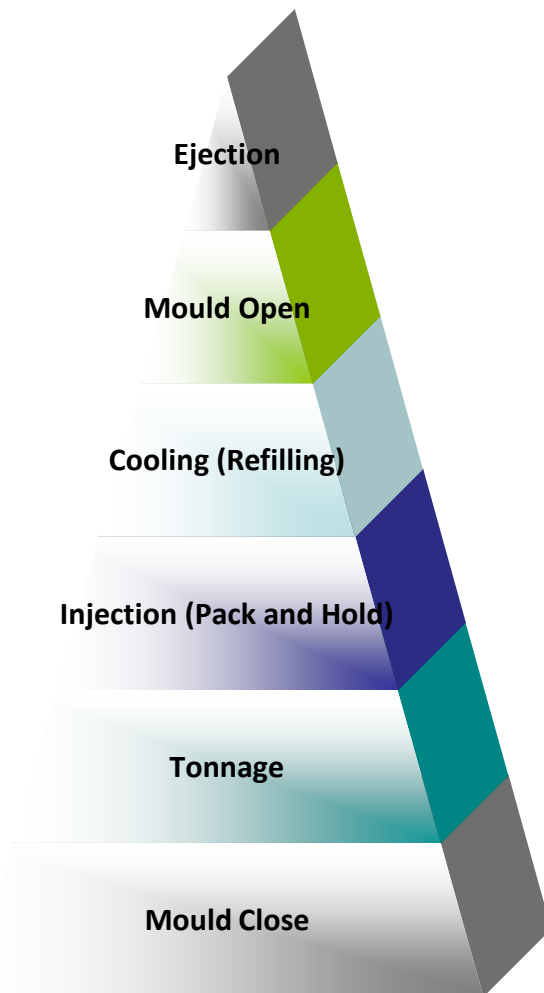 Ejection
Mould Open
Cooling (Refilling)
Injection (Pack and Hold)
Tonnage
Mould Close